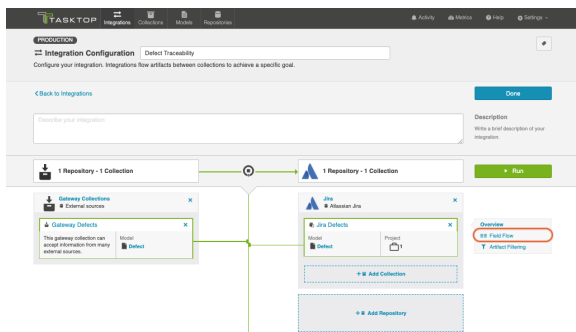 TASKTOP
Integrations
Collections
Models
Repositories
Activity
Metrics
Help
Settings
PRODUCTION
Integration Configuration
Defect Traceability
Configure your integration. Integrations flow artifacts between collections to achieve a specific goal.
Back to Integrations
Done
Describe your integration
Description
Write a brief description of your
integration.
1 Repository - 1 Collection
1 Repository - 1 Collection
Run
Gateway Collections
External sources
Gateway Defects
This gateway collection can
accept information from many
external sources.
Model
Defect
Jira
Atlassian Jira
Jira Defects
Model
Defect
Project
1
+ Add Collection
+ Add Repository
Overview
Field Flow
Artifact Filtering